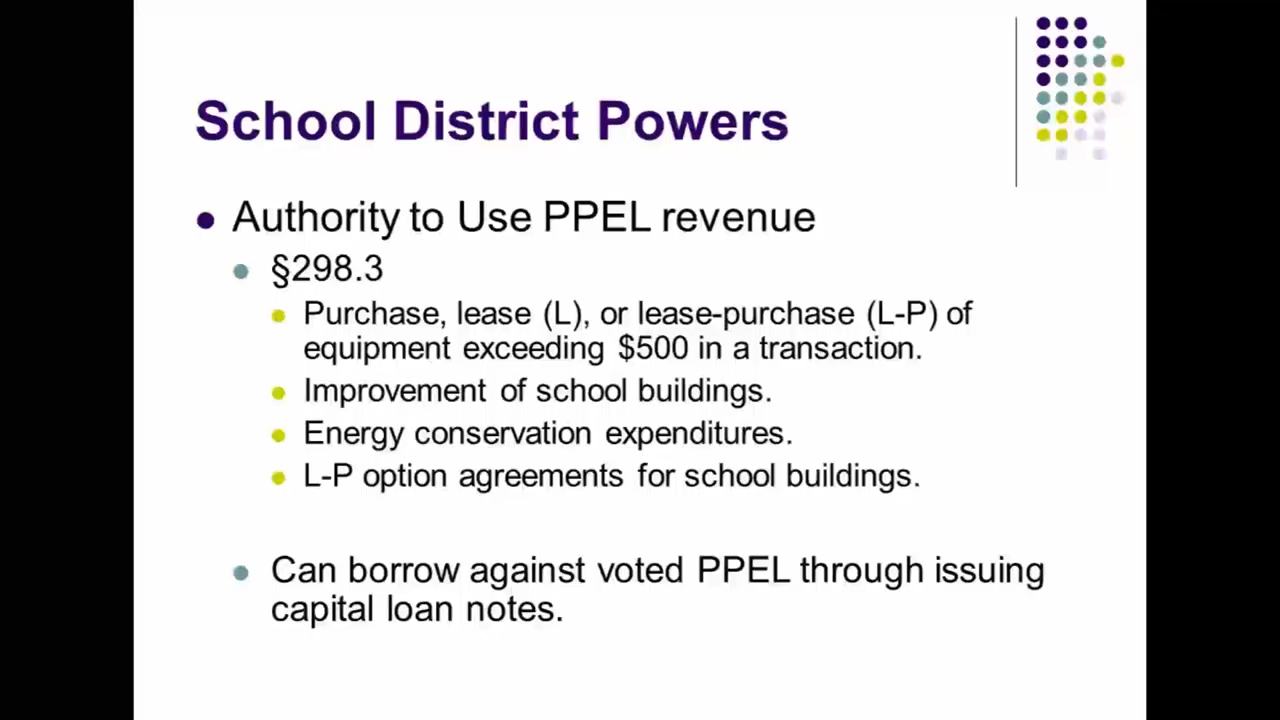 School District Powers
Authority to Use PPEL revenue
§298.3
Purchase, lease (L), or lease-purchase (L-P) of
equipment exceeding $500 in a transaction.
Improvement of school buildings.
Energy conservation expenditures.
L-P option agreements for school buildings.
Can borrow against voted PPEL through issuing
capital loan notes.